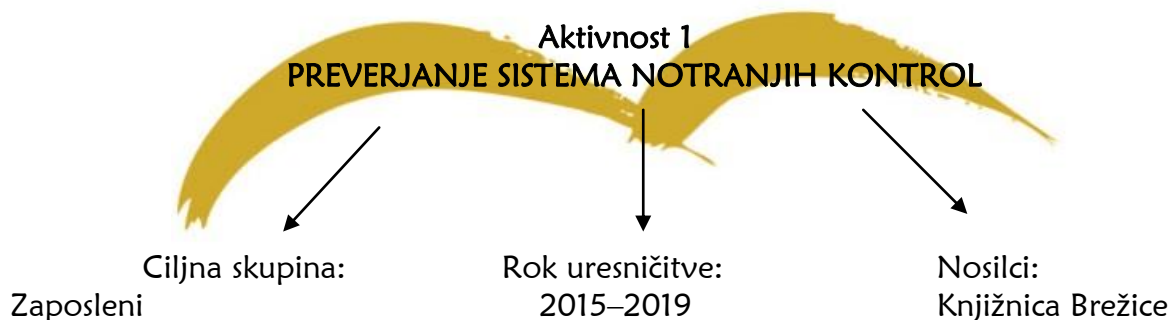 Aktivnost 1
PREVERJANJE SISTEMA NOTRANJIH KONTROL
Ciljna skupina:
Zaposleni
Rok uresničitve:
2015–2019
Nosilci:
Knjižnica Brežice